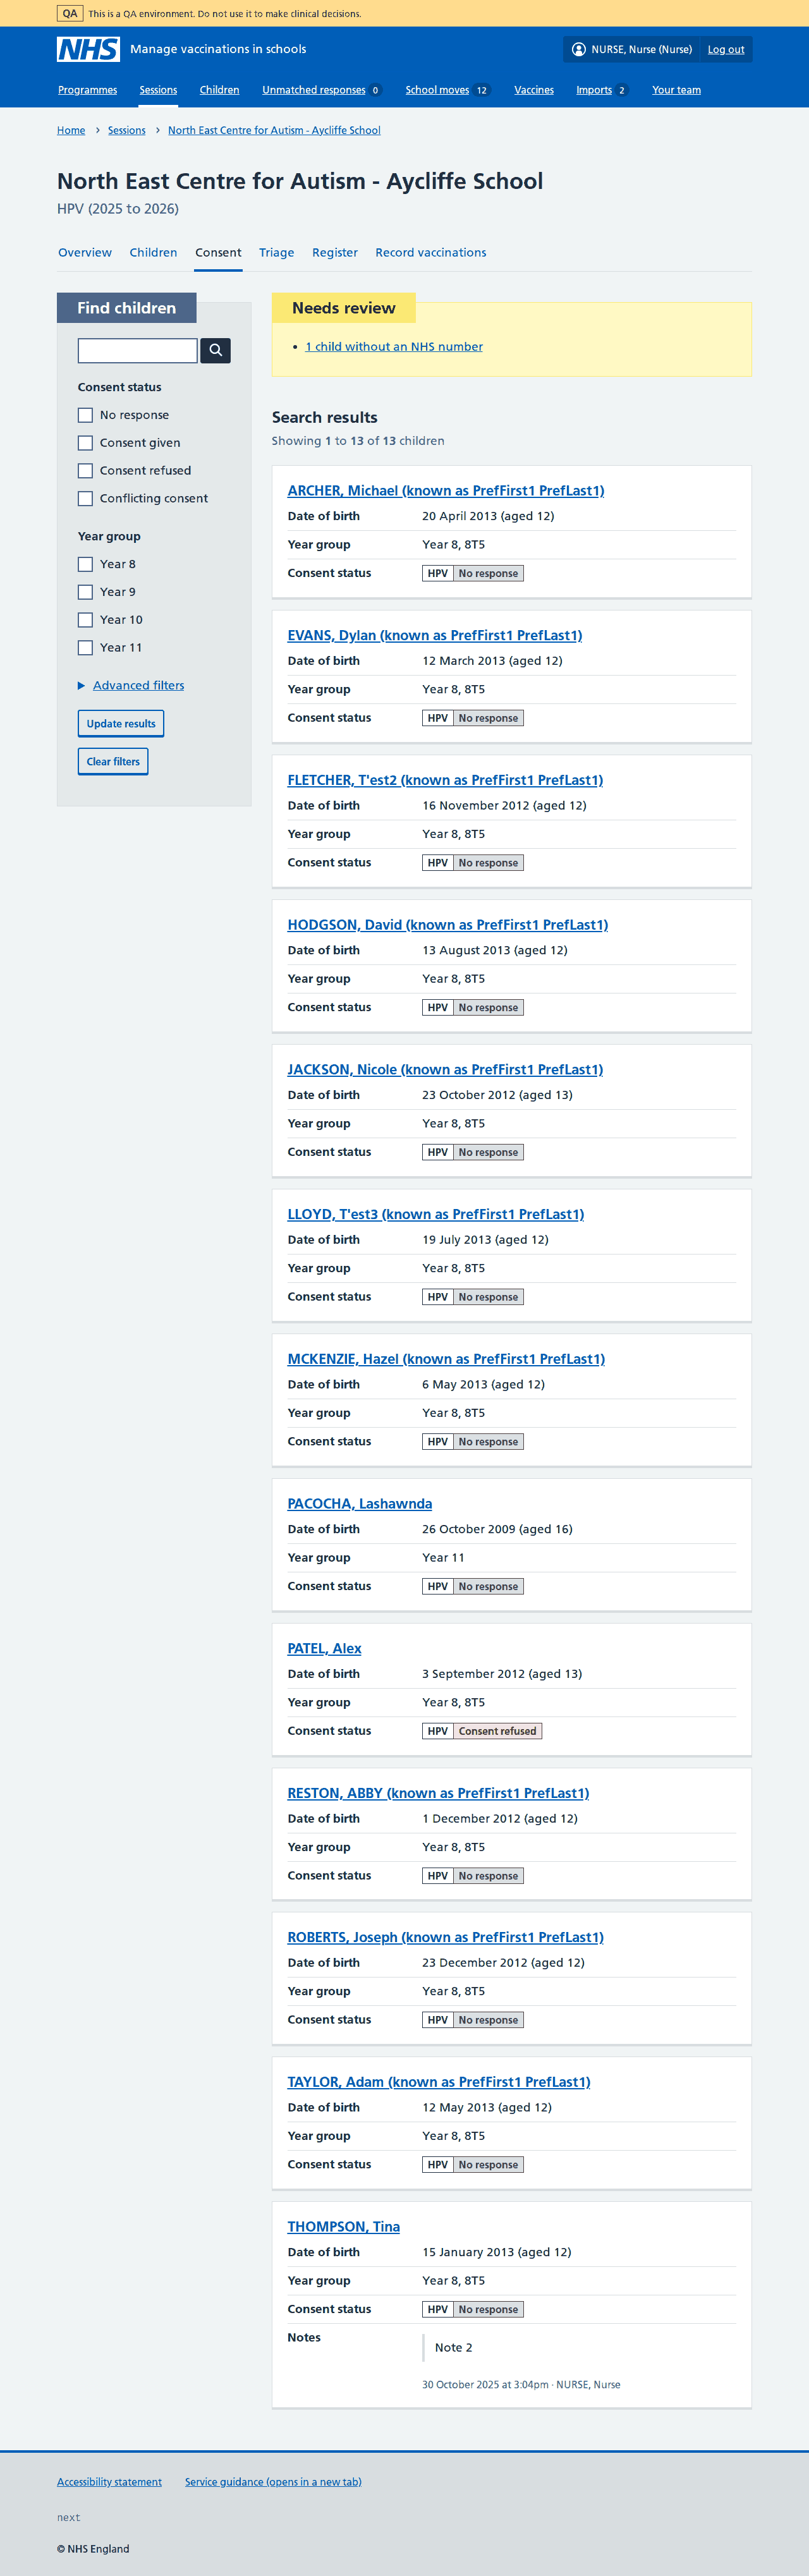 QA This is a QA environment. Do not use it to make clinical decisions.
NHS Manage vaccinations in schools NURSE, Nurse (Nurse) Log out
Programmes Sessions Children Unmatched responses 0 School moves 12 Vaccines Imports 2 Your team
Home Sessions North East Centre for Autism - Aycliffe School
North East Centre for Autism - Aycliffe School
HPV (2025 to 2026)
Overview Children Consent Triage Register Record vaccinations
Find children
Consent status
No response
Consent given
Consent refused
Conflicting consent
Year group
Year 8
Year 9
Year 10
Year 11
Advanced filters
Update results
Clear filters
Needs review
• 1 child without an NHS number
Search results
Showing 1 to 13 of 13 children
ARCHER, Michael (known as PrefFirst1 PrefLast1)
Date of birth 20 April 2013 (aged 12)
Year group Year 8, 8T5
Consent status HPV No response
EVANS, Dylan (known as PrefFirst1 PrefLast1)
Date of birth 12 March 2013 (aged 12)
Year group Year 8, 8T5
Consent status HPV No response
FLETCHER, T'est2 (known as PrefFirst1 PrefLast1)
Date of birth 16 November 2012 (aged 12)
Year group Year 8, 8T5
Consent status HPV No response
HODGSON, David (known as PrefFirst1 PrefLast1)
Date of birth 13 August 2013 (aged 12)
Year group Year 8, 8T5
Consent status HPV No response
JACKSON, Nicole (known as PrefFirst1 PrefLast1)
Date of birth 23 October 2012 (aged 13)
Year group Year 8, 8T5
Consent status HPV No response
LLOYD, T'est3 (known as PrefFirst1 PrefLast1)
Date of birth 19 July 2013 (aged 12)
Year group Year 8, 8T5
Consent status HPV No response
MCKENZIE, Hazel (known as PrefFirst1 PrefLast1)
Date of birth 6 May 2013 (aged 12)
Year group Year 8, 8T5
Consent status HPV No response
PACOCHA, Lashawnda
Date of birth 26 October 2009 (aged 16)
Year group Year 11
Consent status HPV No response
PATEL, Alex
Date of birth 3 September 2012 (aged 13)
Year group Year 8, 8T5
Consent status HPV Consent refused
RESTON, ABBY (known as PrefFirst1 PrefLast1)
Date of birth 1 December 2012 (aged 12)
Year group Year 8, 8T5
Consent status HPV No response
ROBERTS, Joseph (known as PrefFirst1 PrefLast1)
Date of birth 23 December 2012 (aged 12)
Year group Year 8, 8T5
Consent status HPV No response
TAYLOR, Adam (known as PrefFirst1 PrefLast1)
Date of birth 12 May 2013 (aged 12)
Year group Year 8, 8T5
Consent status HPV No response
THOMPSON, Tina
Date of birth 15 January 2013 (aged 12)
Year group Year 8, 8T5
Consent status HPV No response
Notes Note 2
30 October 2025 at 3:04pm · NURSE, Nurse
Accessibility statement Service guidance (opens in a new tab)
next
© NHS England